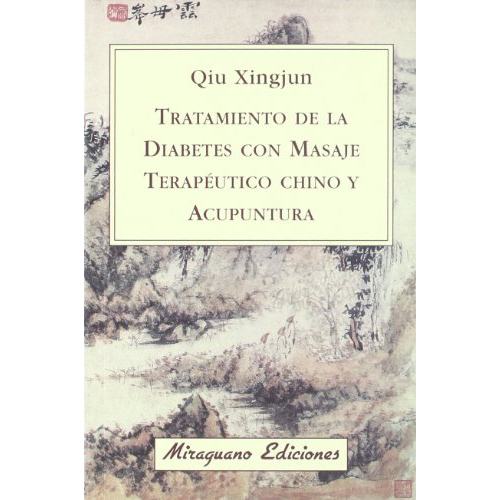 Qiu Xingjun
TRATAMIENTO DE LA
DIABETES CON MASAJE
TERAPÉUTICO CHINO Y
ACUPUNTURA
Miraguano Ediciones